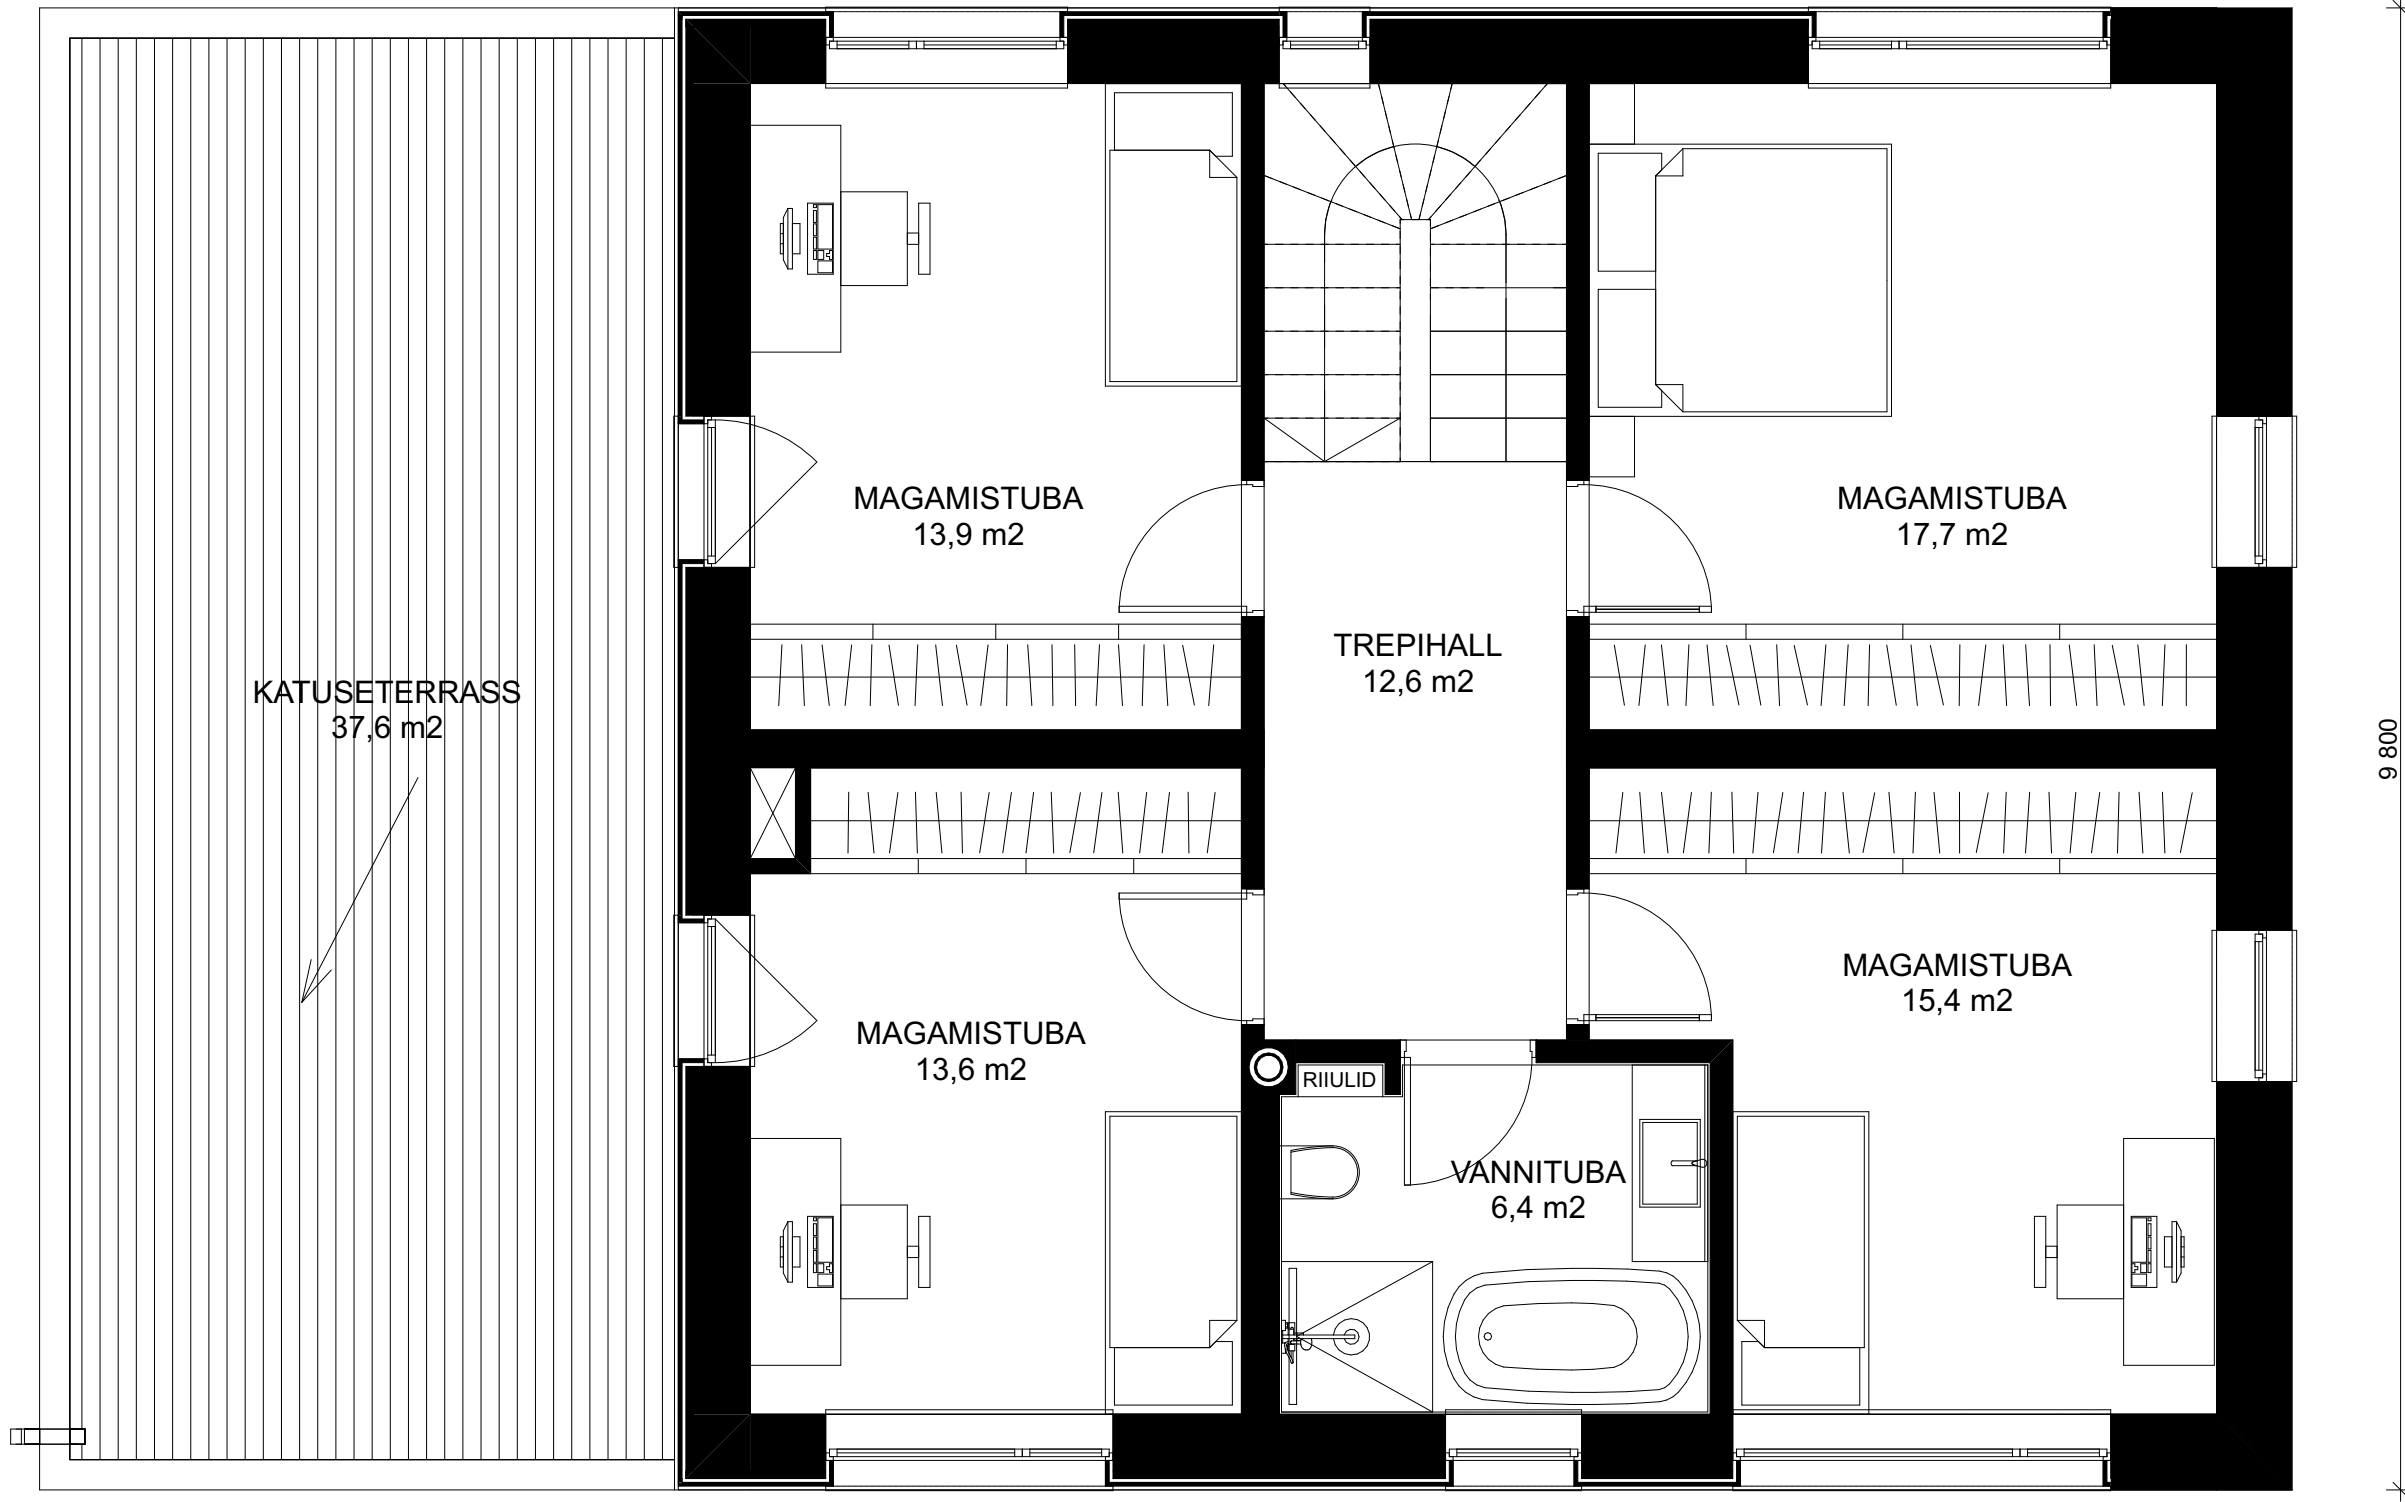 MAGAMISTUBA
13,9 m2
MAGAMISTUBA
17,7 m2
TREPIHALL
12,6 m2
KATUSETERRASS
37,6 m2
9 800
MAGAMISTUBA
13,6 m2
MAGAMISTUBA
15,4 m2
RIIULID
VANNITUBA
6,4 m2